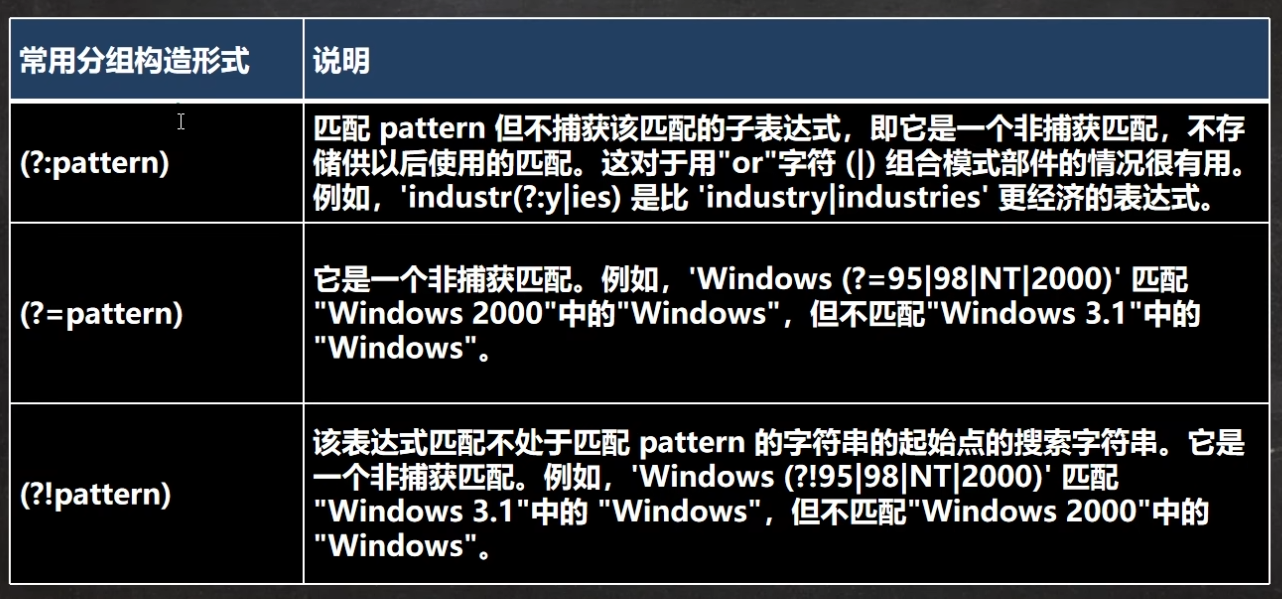 常用分组构造形式
说明
(?:pattern)
匹配 pattern 但不捕获该匹配的子表达式，即它是一个非捕获匹配，不存
储供以后使用的匹配。这对于用"or"字符 (|) 组合模式部件的情况很有用。
例如，'industr(?:y|ies) 是比 'industry|industries' 更经济的表达式。
(?=pattern)
它是一个非捕获匹配。例如，'Windows (?=95|98|NT|2000)' 匹配
"Windows 2000"中的"Windows"，但不匹配"Windows 3.1"中的
"Windows"。
(?!pattern)
该表达式匹配不处于匹配 pattern 的字符串的起始点的搜索字符串。它是
一个非捕获匹配。例如，'Windows (?!95|98|NT|2000)' 匹配
"Windows 3.1"中的 "Windows"，但不匹配"Windows 2000"中的
"Windows"。